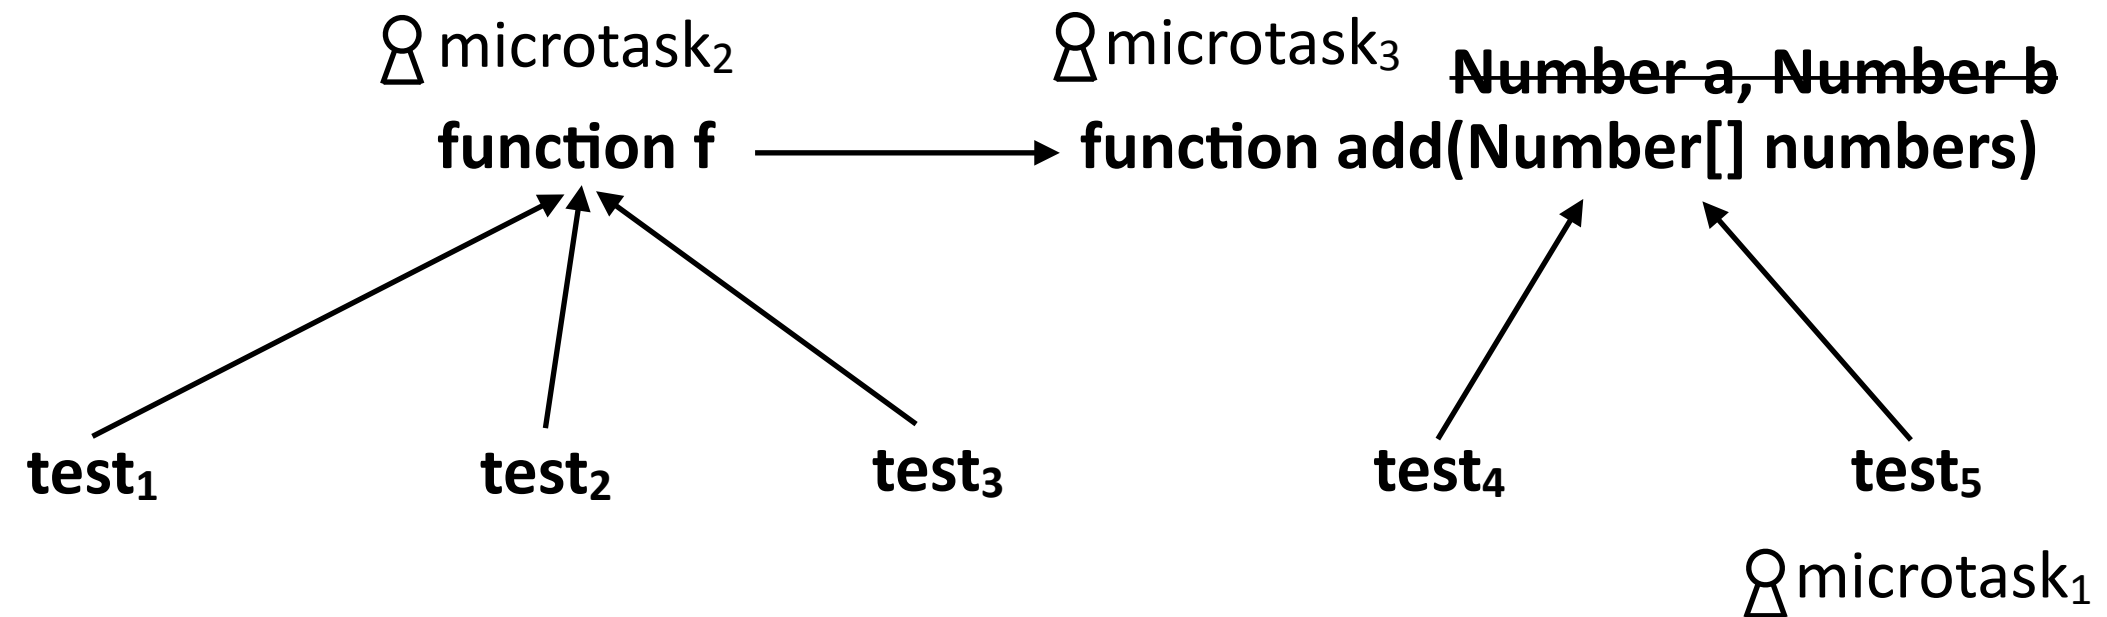 microtask₂
microtask₃
Number a, Number b
function f
function add(Number[] numbers)
test₁
test₂
test₃
test₄
test₅
microtask₁